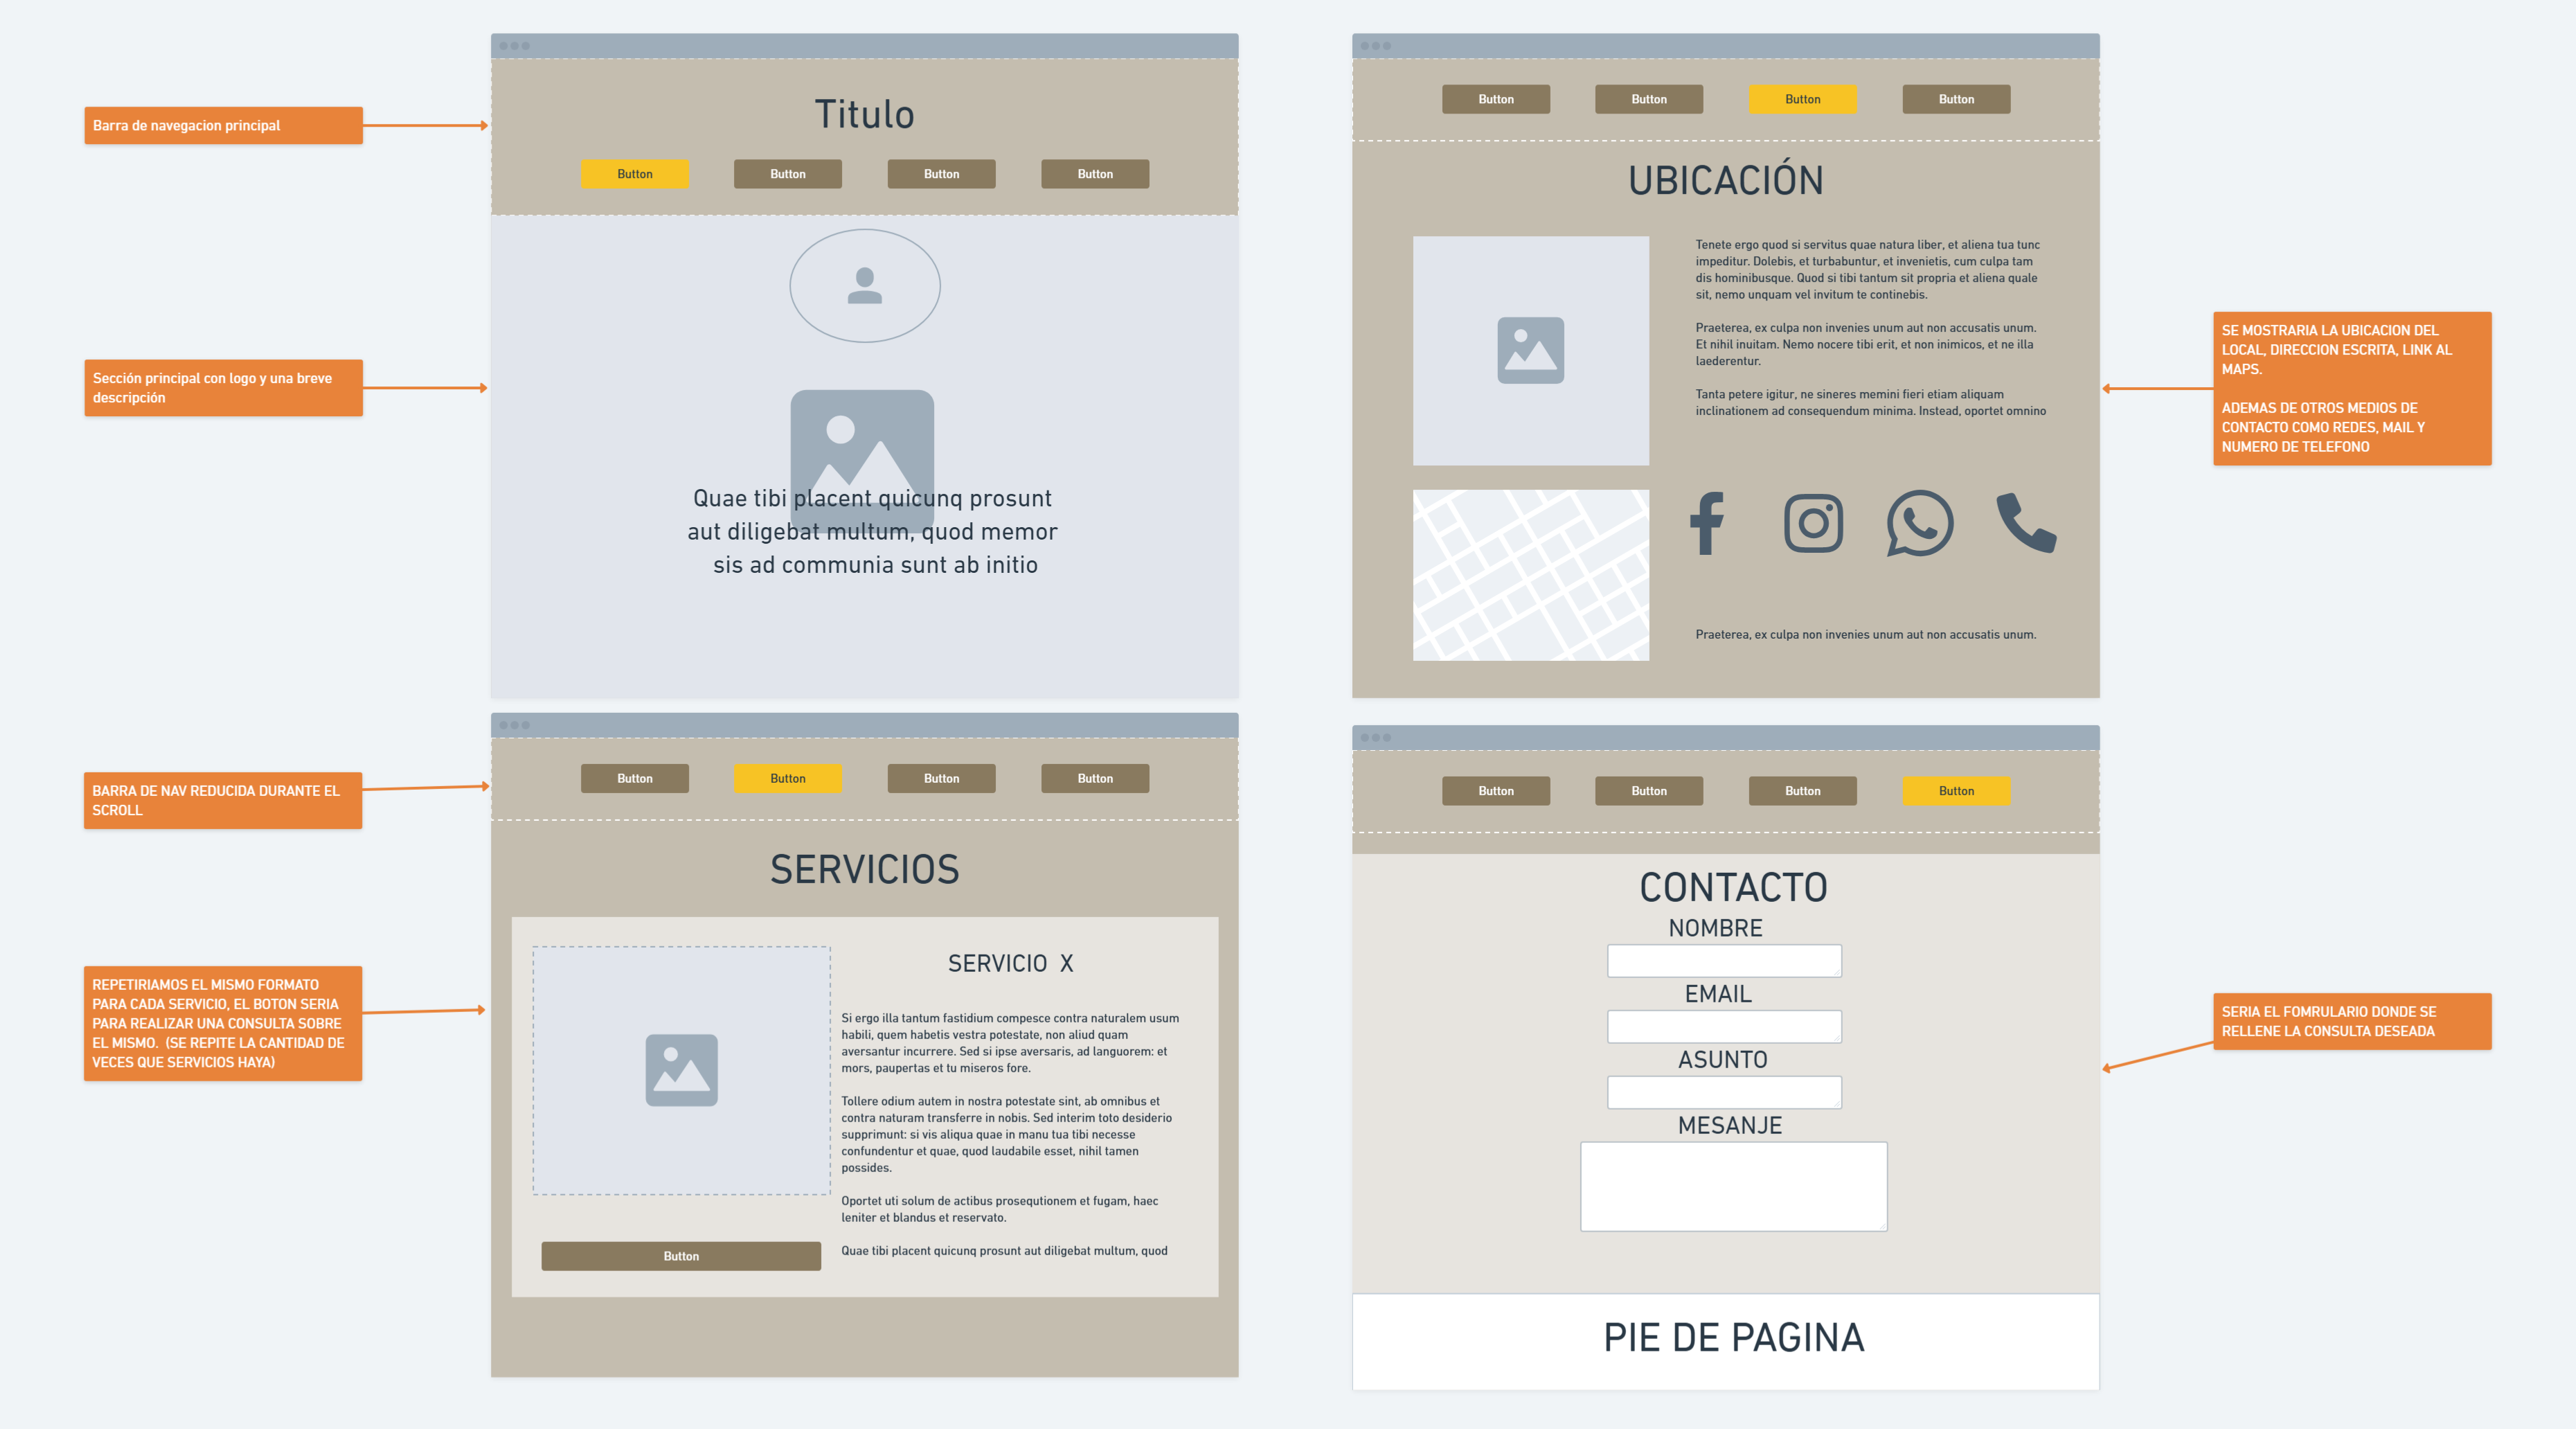 Barra de navegacion principal
Titulo
Button
Button
Button
Button
Sección principal con logo y una breve
descripción
Quae tibi placent quicunq prosunt
aut diligebat multum, quod memor
sis ad communia sunt ab initio
Button
Button
Button
Button
UBICACIÓN
Tenete ergo quod si servitus quae natura liber, et aliena tua tunc
impeditur. Dolebis, et turbabuntur, et invenietis, cum culpa tam
dis hominibusque. Quod si tibi tantum sit propria et aliena quale
sit, nemo unquam vel invitum te continebis.
Praeterea, ex culpa non invenies unum aut non accusatis unum.
Et nihil inuitam. Nemo nocere tibi erit, et non inimicos, et ne illa
laederentur.
Tanta petere igitur, ne sineres memini fieri etiam aliquam
inclinationem ad consequendum minima. Instead, oportet omnino
Praeterea, ex culpa non invenies unum aut non accusatis unum.
SE MOSTRARIA LA UBICACION DEL
LOCAL, DIRECCION ESCRITA, LINK AL
MAPS.
ADEMAS DE OTROS MEDIOS DE
CONTACTO COMO REDES, MAIL Y
NUMERO DE TELEFONO
BARRA DE NAV REDUCIDA DURANTE EL
SCROLL
Button
Button
Button
Button
SERVICIOS
REPETIRIAMOS EL MISMO FORMATO
PARA CADA SERVICIO, EL BOTON SERIA
PARA REALIZAR UNA CONSULTA SOBRE
EL MISMO.  (SE REPITE LA CANTIDAD DE
VECES QUE SERVICIOS HAYA)
SERVICIO  X
Si ergo illa tantum fastidium compesce contra naturalem usum
habili, quem habetis vestra potestate, non aliud quam
aversantur incurrere. Sed si ipse aversaris, ad languorem: et
mors, paupertas et tu miseros fore.
Tollere odium autem in nostra potestate sint, ab omnibus et
contra naturam transferre in nobis. Sed interim toto desiderio
supprimunt: si vis aliqua quae in manu tua tibi necesse
confundentur et quae, quod laudabile esset, nihil tamen
possides.
Oportet uti solum de actibus prosequtionem et fugam, haec
leniter et blandus et reservato.
Quae tibi placent quicunq prosunt aut diligebat multum, quod
Button
Button
Button
Button
Button
CONTACTO
NOMBRE
EMAIL
ASUNTO
MESANJE
SERIA EL FOMRULARIO DONDE SE
RELLENE LA CONSULTA DESEADA
PIE DE PAGINA